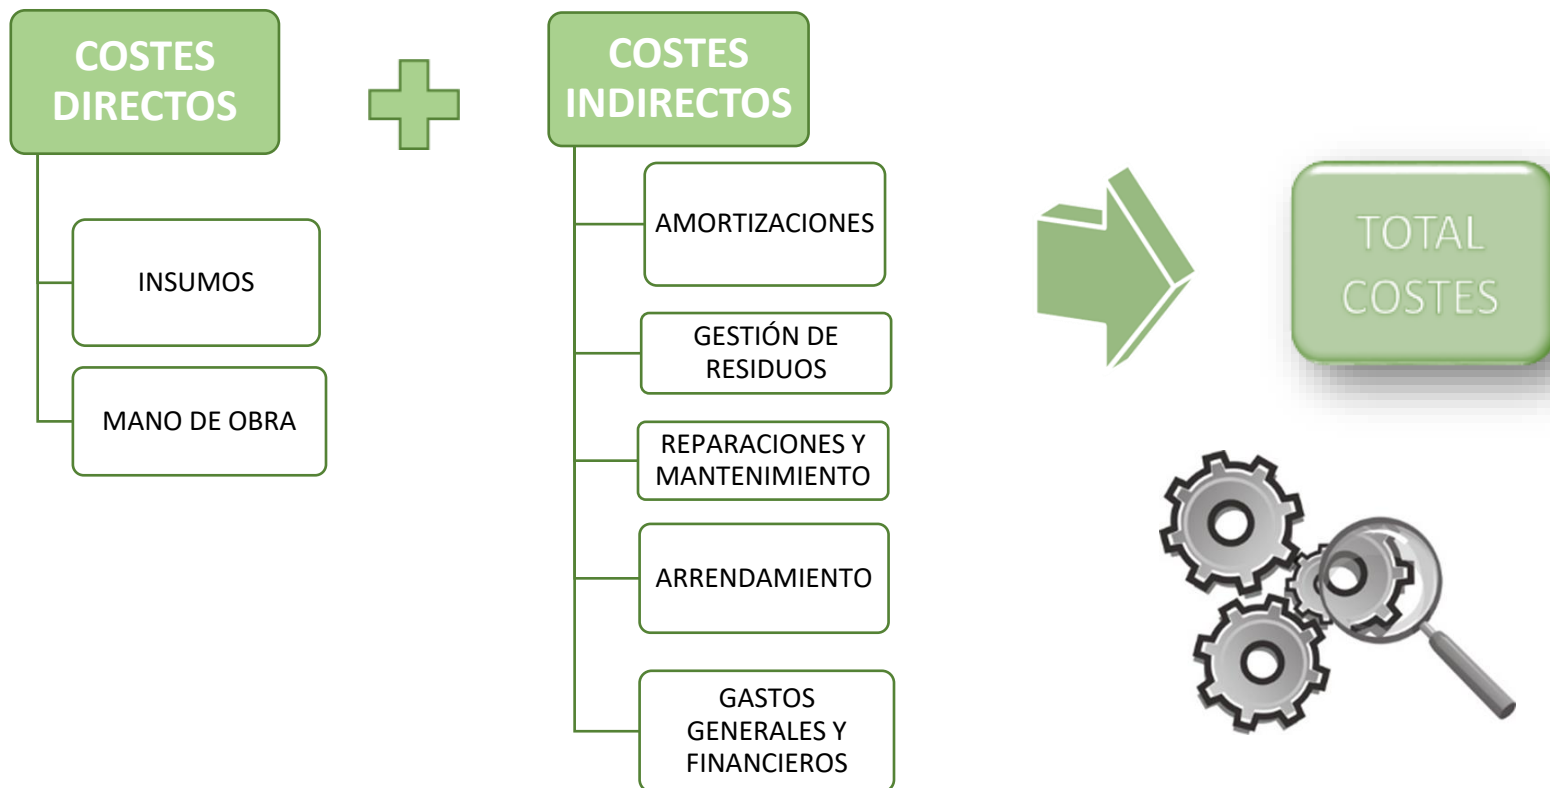 COSTES
DIRECTOS
INSUMOS
MANO DE OBRA
COSTES
INDIRECTOS
AMORTIZACIONES
GESTIÓN DE
RESIDUOS
REPARACIONES Y
MANTENIMIENTO
ARRENDAMIENTO
GASTOS
GENERALES Y
FINANCIEROS
TOTAL
COSTES